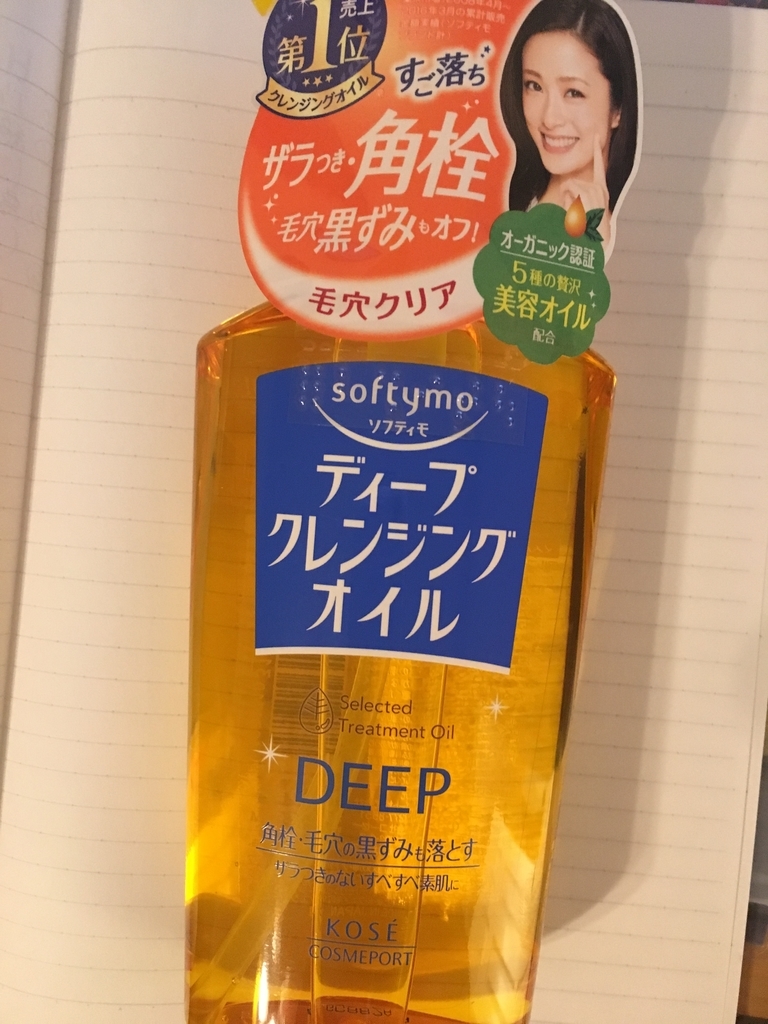 売上
第1位
クレンジングオイル
すご落ち
ザラつき・角栓
毛穴黒ずみもオフ!
毛穴クリア
オーガニック認証
5種の贅沢
美容オイル
配合
softymo
ソフティモ
ディープ
クレンジング
オイル
Selected
Treatment Oil
DEEP
角栓・毛穴の黒ずみも落とす
ザラつきのないすべすべ素肌に
KOSÉ
COSMEPORT